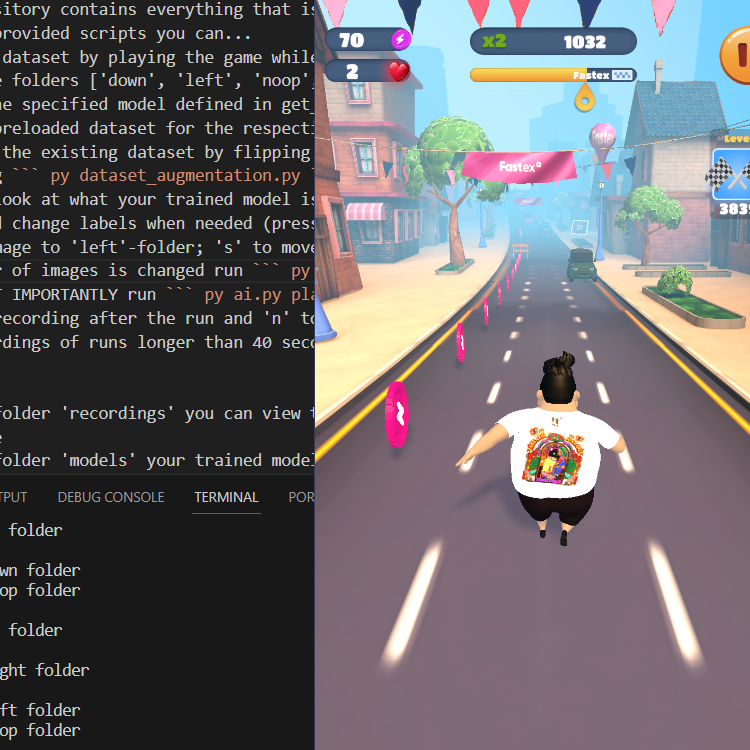 sitory contains everything that is
provided scripts you can...
dataset by playing the game while
e folders ['down', 'left', 'noop',
he specified model defined in get_
preloaded dataset for the respecti
the existing dataset by flipping
g ``` py dataset_augmentation.py
look at what your trained model is
d change labels when needed (press
mage to 'left'-folder; 's' to move
r of images is changed run ``` py
T IMPORTANTLY run ``` py ai.py pla
recording after the run and 'n' to
rdings of runs longer than 40 seco
folder 'recordings' you can view t
e
folder 'models' your trained model
TPUT DEBUG CONSOLE TERMINAL POR
folder
wn folder
op folder
folder
ght folder
ft folder
op folder
70
x2 1032
2
Fastex
Fastex
Level
3839